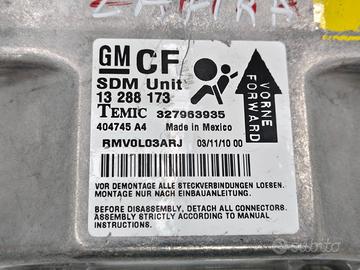 ZAFIRA
GM CF
SDM Unit
13 288 173
TEMIC 327963935
404745 A4 Made in Mexico
RMV0L03ARJ 03/11/10 00
VORNE
FORWARD
VOR DEMONTAGE ALLE STECKVERBINDUNGEN LOESEN.
MONTAGE NUR NACH EINBAUANLEITUNG.
BEFORE DISASSEMBLY, DETACH ALL CONNECTORS.
ASSEMBLY STRICTLY ACCORDING TO INSTRUCTIONS.
subito